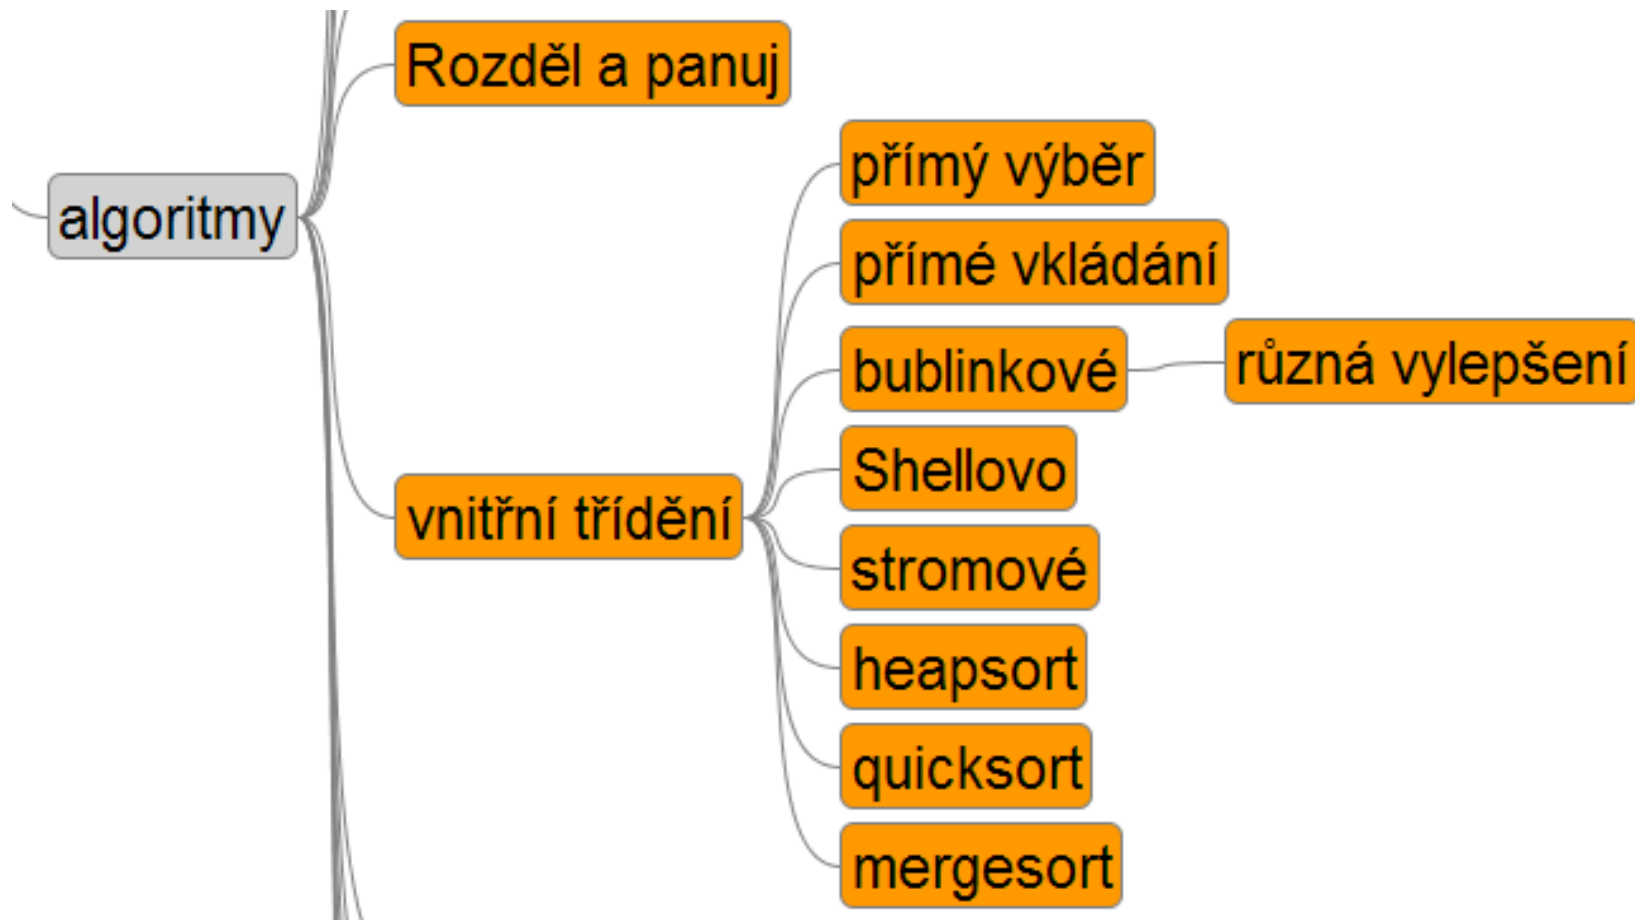 Rozděl a panuj
algoritmy
přímý výběr
přímé vkládání
bublinkové
různá vylepšení
Shellovo
vnitřní třídění
stromové
heapsort
quicksort
mergesort